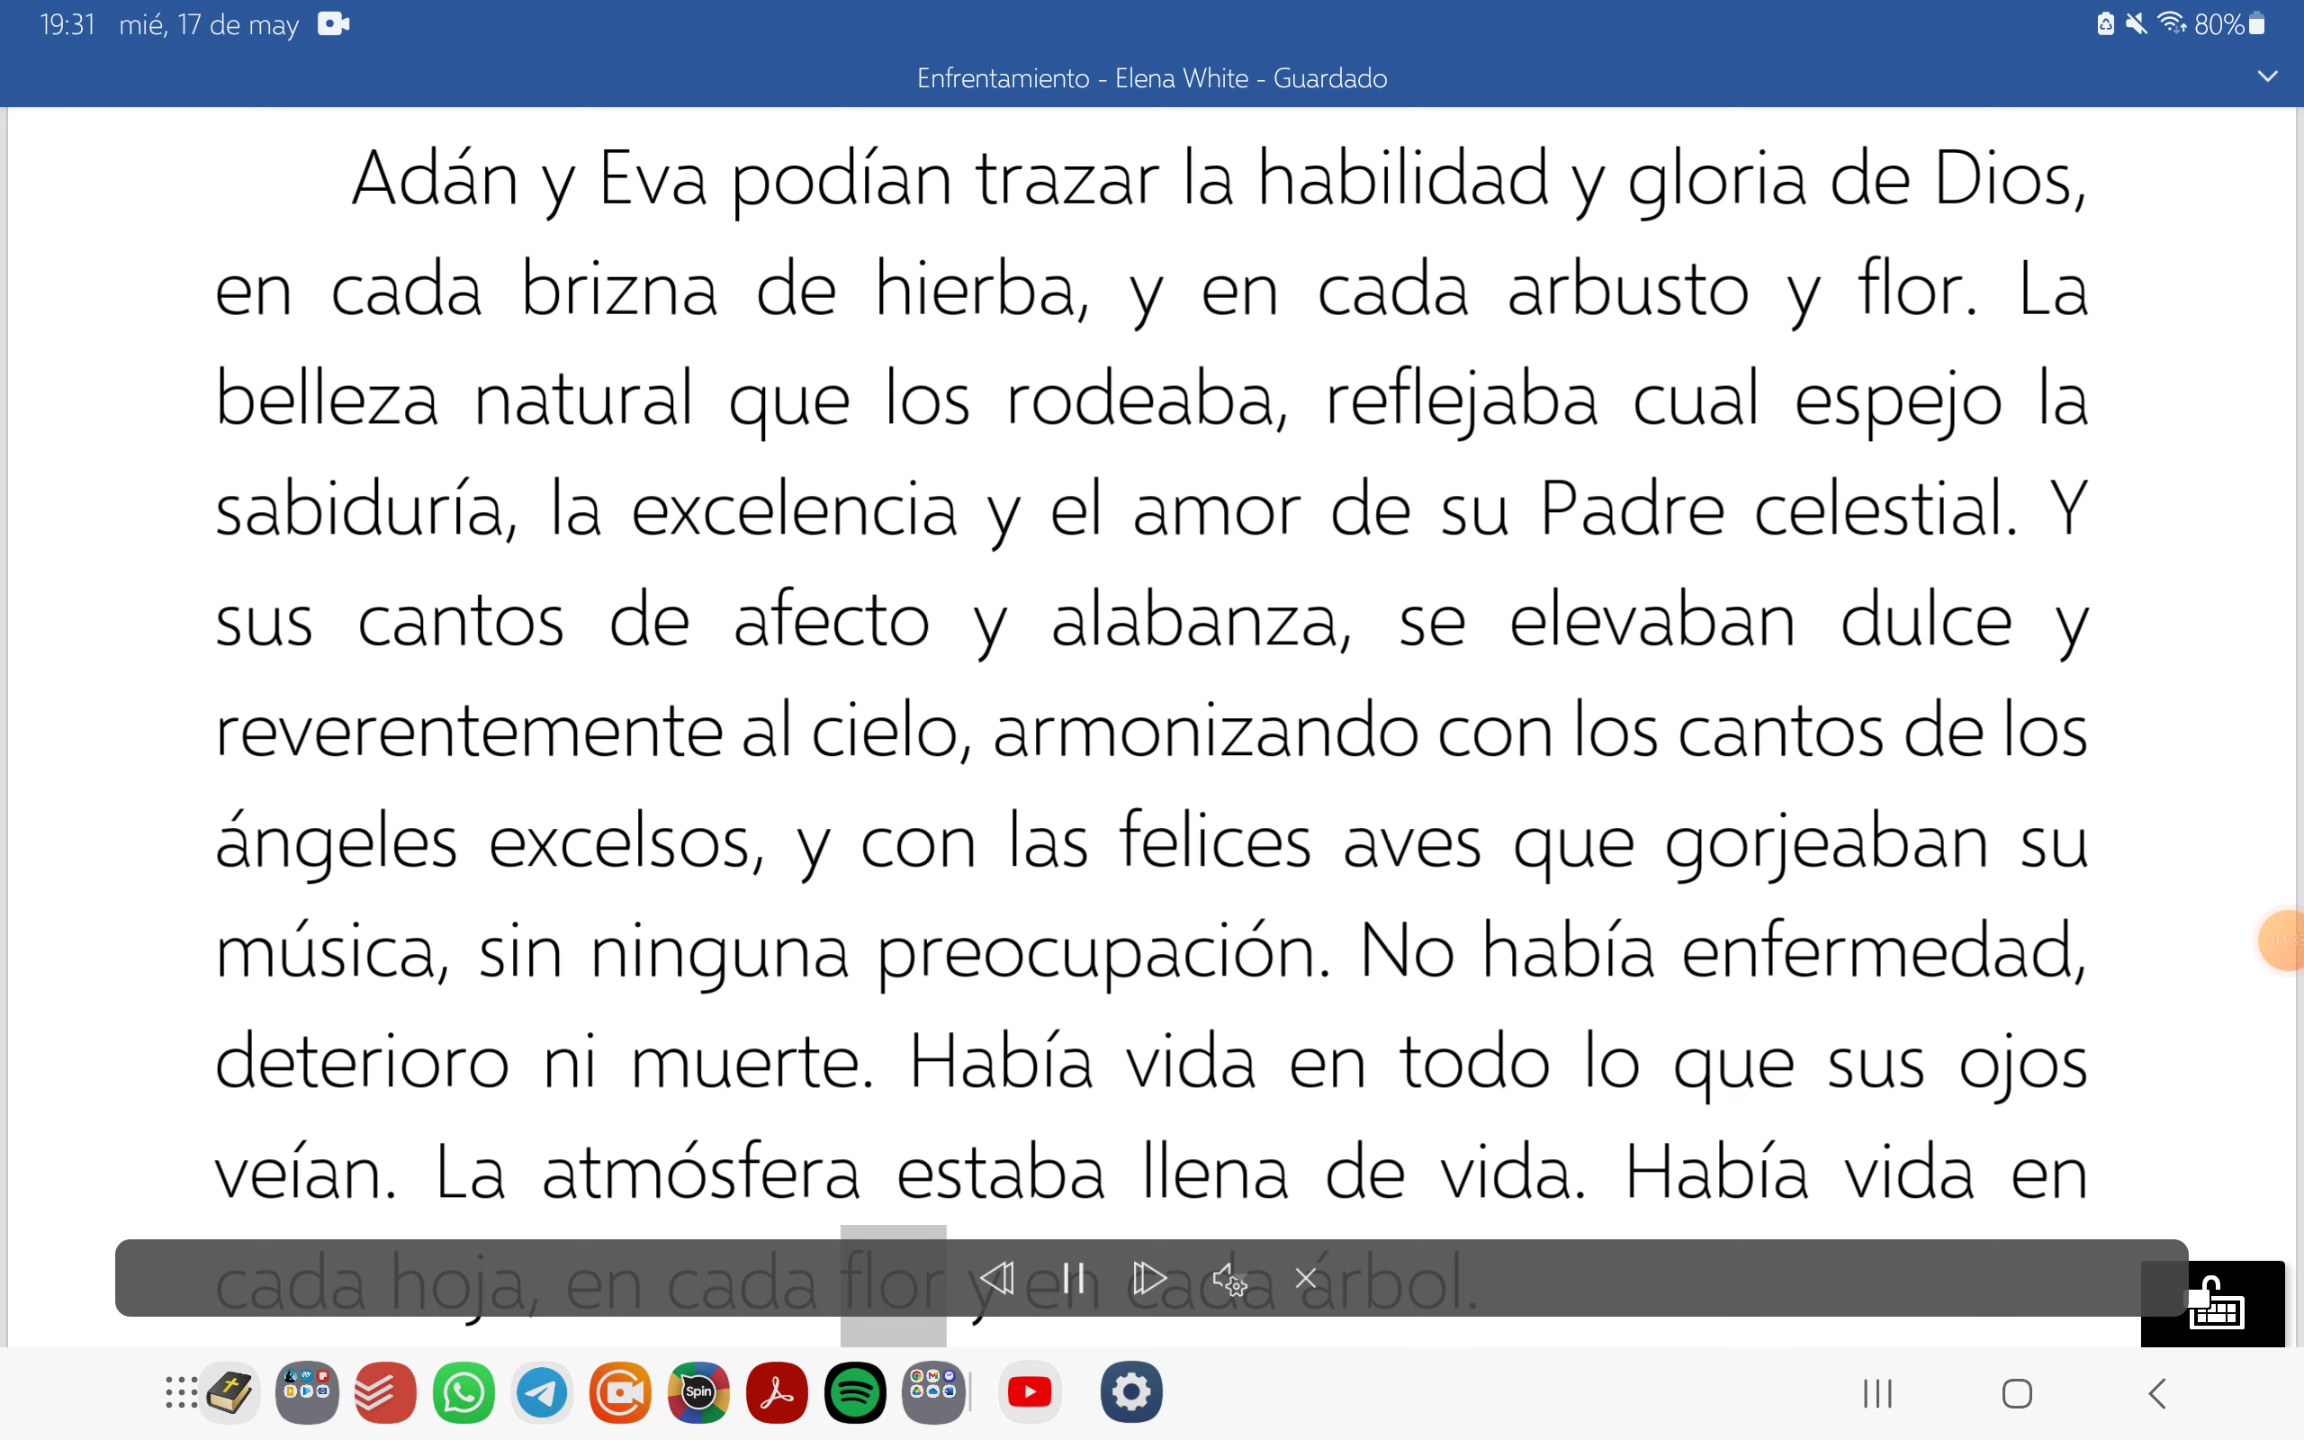 19:31 mié, 17 de may 80%
Enfrentamiento - Elena White - Guardado
Adán y Eva podían trazar la habilidad y gloria de Dios,
en cada brizna de hierba, y en cada arbusto y flor. La
belleza natural que los rodeaba, reflejaba cual espejo la
sabiduría, la excelencia y el amor de su Padre celestial. Y
sus cantos de afecto y alabanza, se elevaban dulce y
reverentemente al cielo, armonizando con los cantos de los
ángeles excelsos, y con las felices aves que gorjeaban su
música, sin ninguna preocupación. No había enfermedad,
deterioro ni muerte. Había vida en todo lo que sus ojos
veían. La atmósfera estaba llena de vida. Había vida en
cada hoja, en cada flor y en cada árbol.
Spin